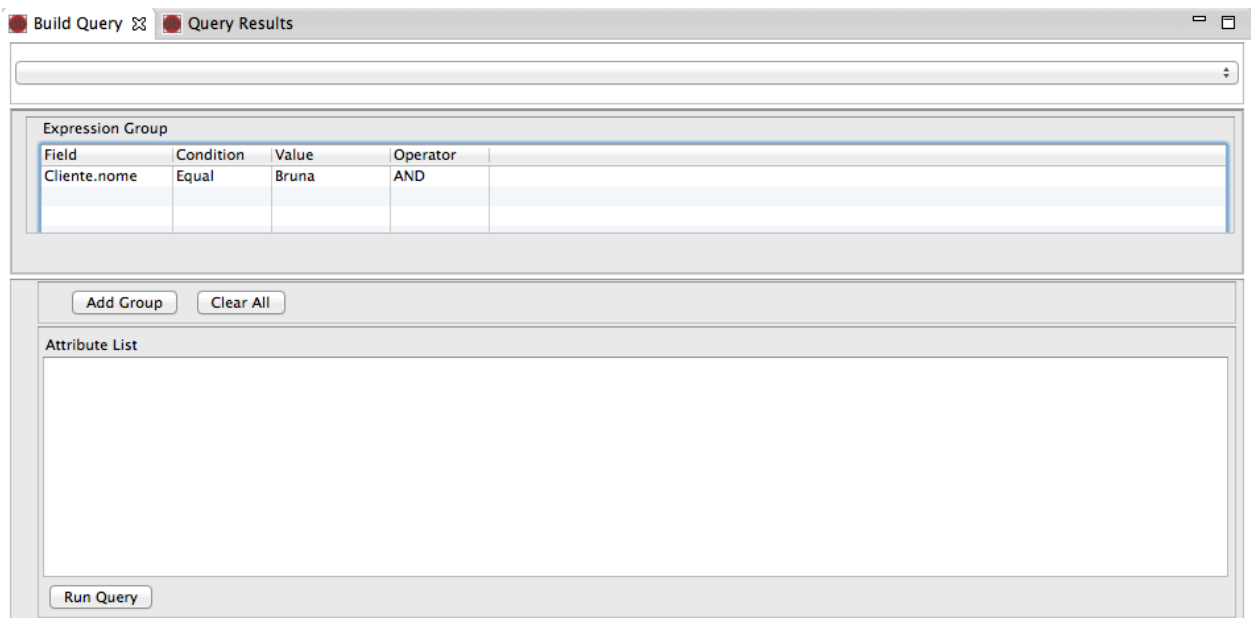 Build Query Query Results
Expression Group
Field Condition Value Operator
Cliente.nome Equal Bruna AND
Add Group Clear All
Attribute List
Run Query